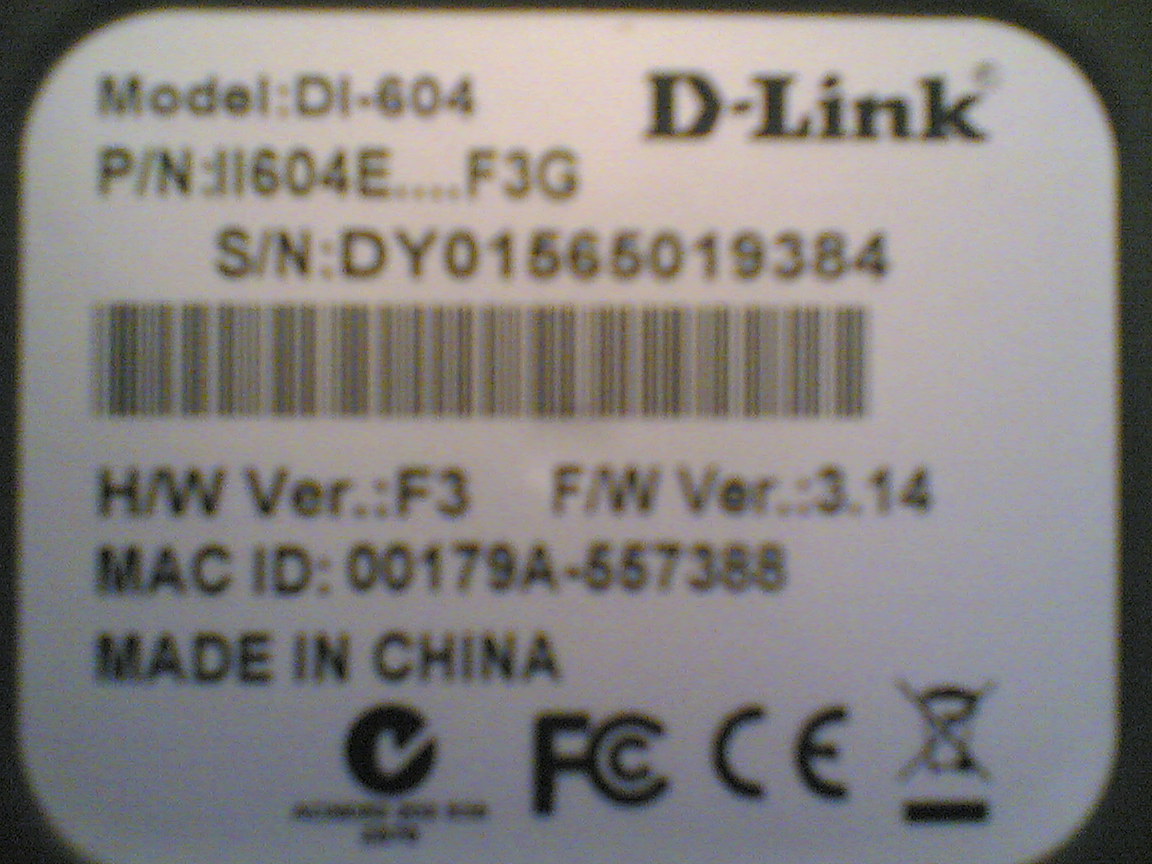 Model:DI-604
D-Link®
P/N:II604E....F3G
S/N:DY01565019384
H/W Ver.:F3 F/W Ver.:3.14
MAC ID: 00179A-557388
MADE IN CHINA
FC CE